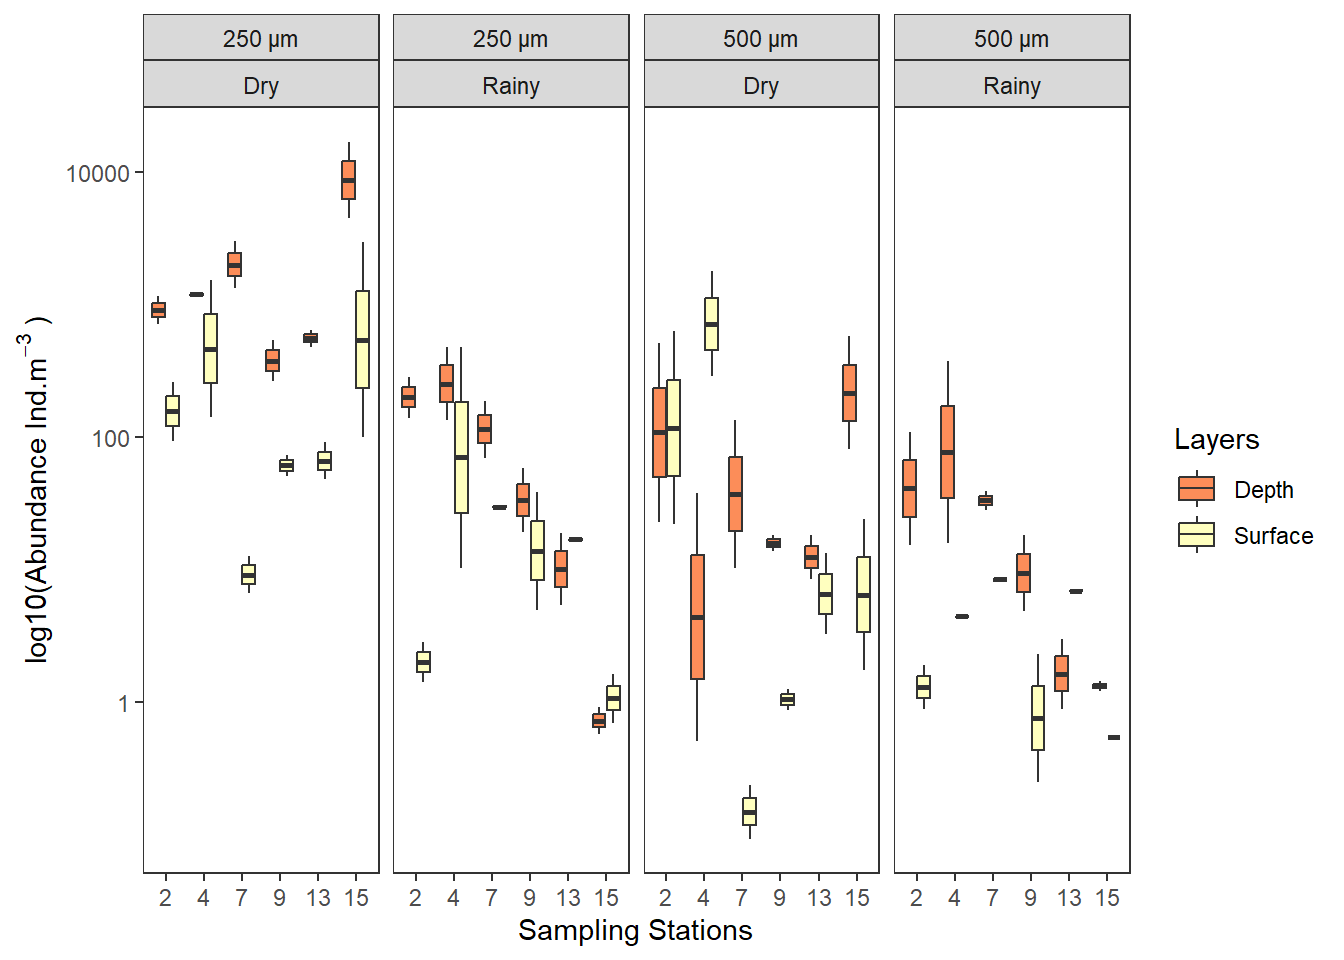 250 µm 250 µm 500 µm 500 µm
Dry Rainy Dry Rainy
10000
100
1
log10(Abundance Ind.m⁻³ )
2 4 7 9 13 15 2 4 7 9 13 15 2 4 7 9 13 15 2 4 7 9 13 15
Sampling Stations
Layers
Depth
Surface